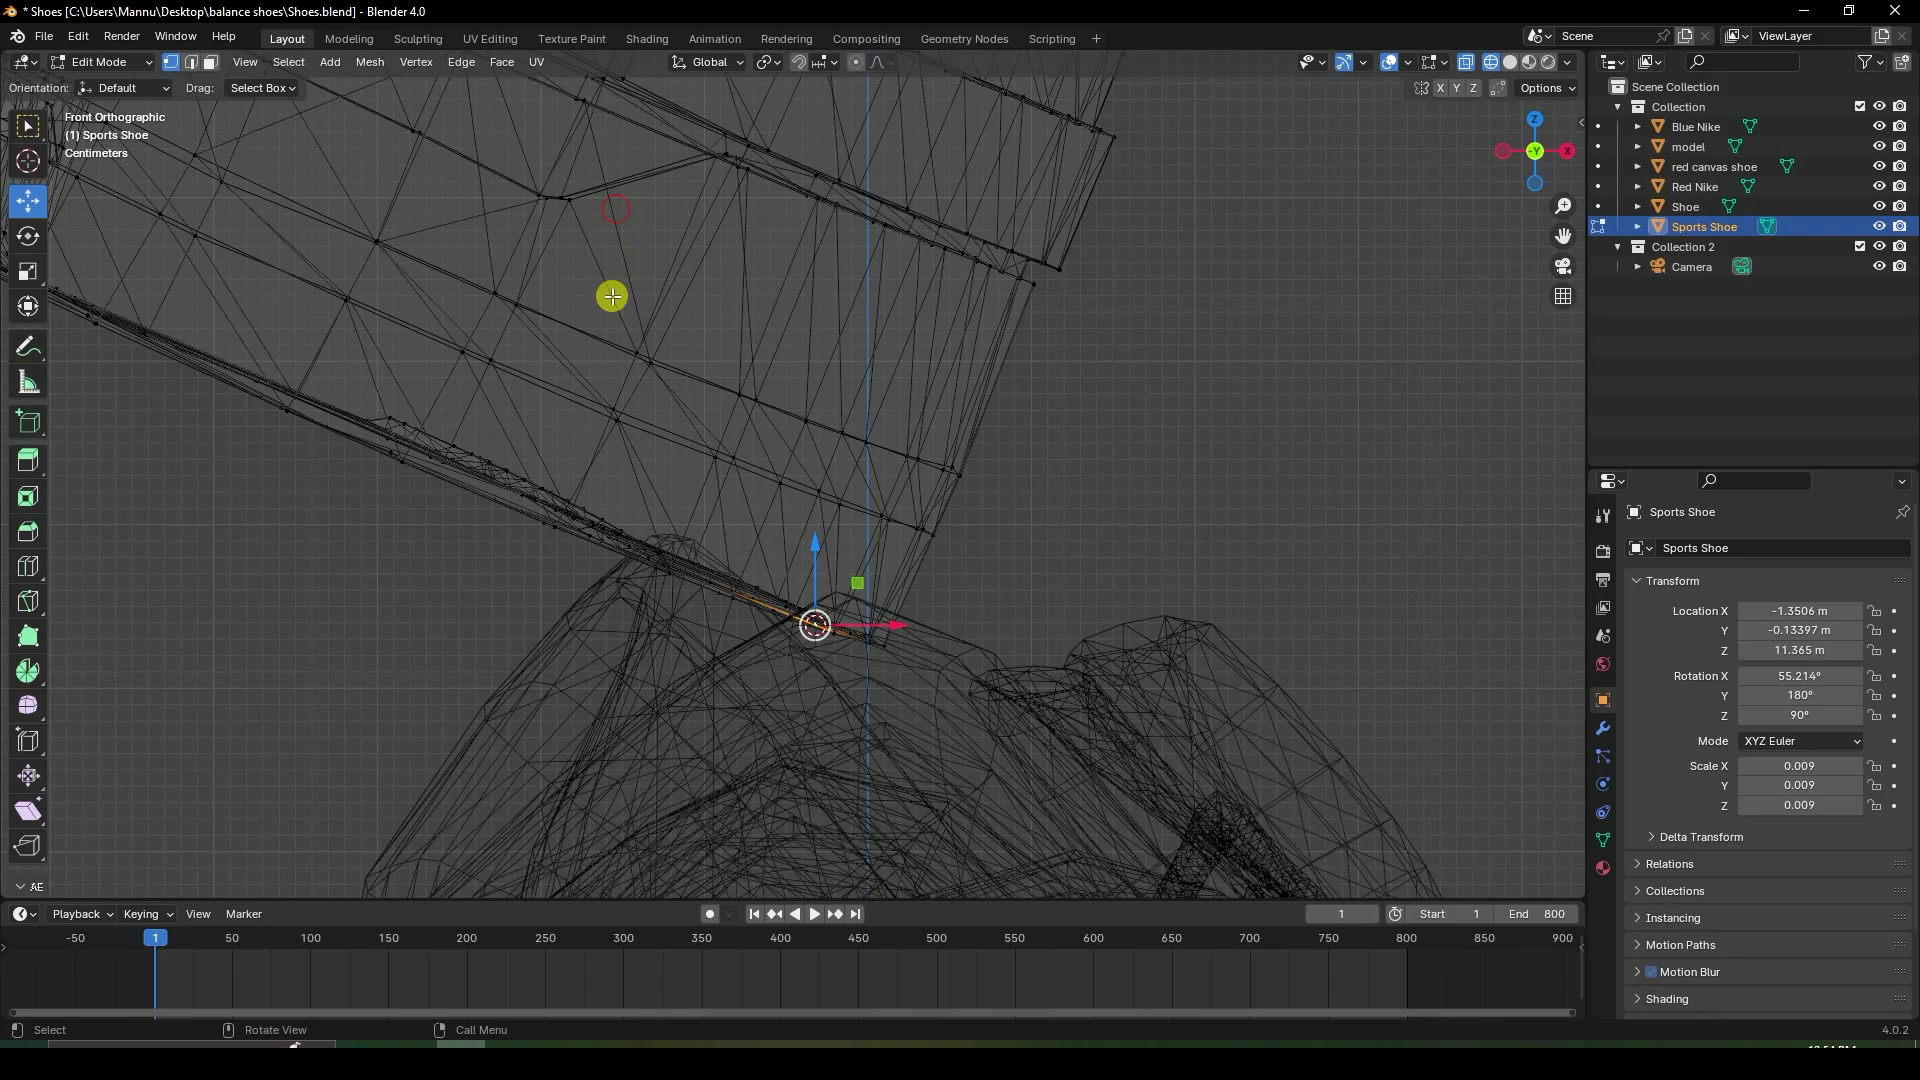 * Shoes [C:\Users\Mannu\Desktop\balance shoes\Shoes.blend] - Blender 4.0
File Edit Render Window Help
Layout Modeling Sculpting UV Editing Texture Paint Shading Animation Rendering Compositing Geometry Nodes Scripting +
Scene
ViewLayer
Edit Mode View Select Add Mesh Vertex Edge Face UV
Global
Orientation: Default Drag: Select Box
X Y Z Options
Front Orthographic
(1) Sports Shoe
Centimeters
Z
-Y
X
AE
Scene Collection
Collection
Blue Nike
model
red canvas shoe
Red Nike
Shoe
Sports Shoe
Collection 2
Camera
Sports Shoe
Sports Shoe
Transform
Location X -1.3506 m
Y -0.13397 m
Z 11.365 m
Rotation X 55.214°
Y 180°
Z 90°
Mode XYZ Euler
Scale X 0.009
Y 0.009
Z 0.009
Delta Transform
Relations
Collections
Instancing
Motion Paths
Motion Blur
Shading
Playback Keying View Marker
1 Start 1 End 800
-50 1 50 100 150 200 250 300 350 400 450 500 550 600 650 700 750 800 850 900
Select Rotate View Call Menu
4.0.2